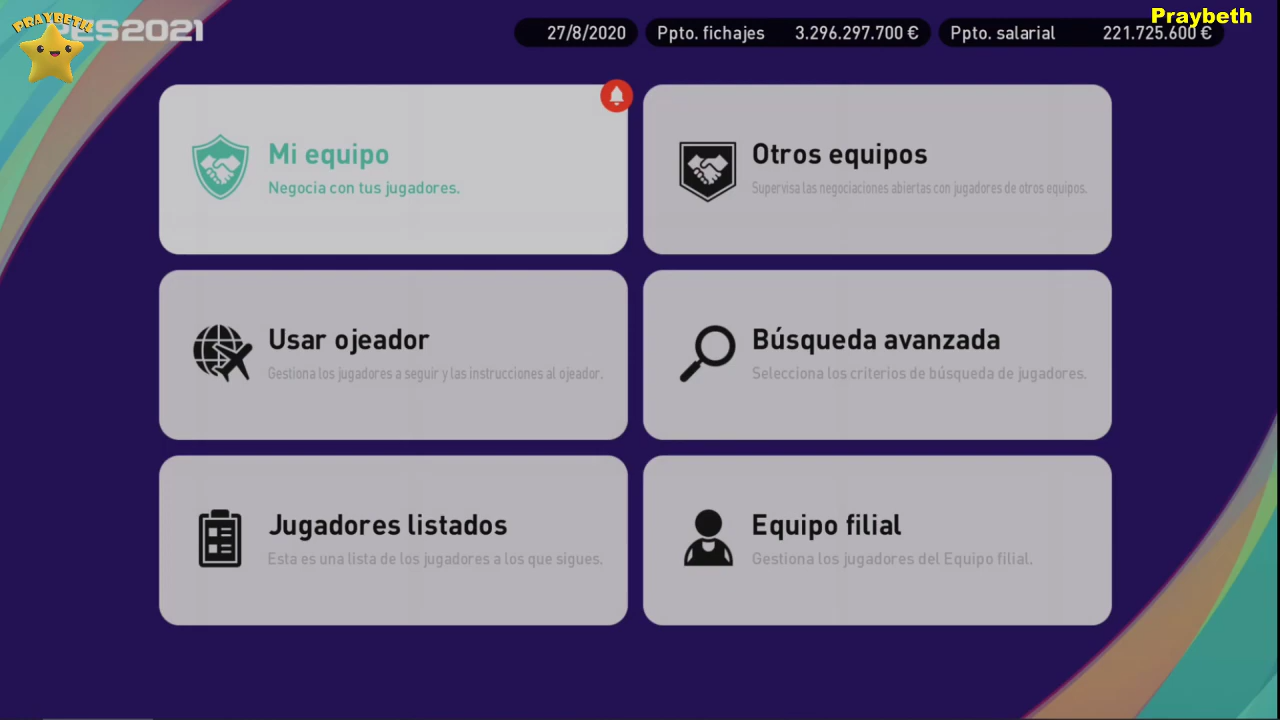 PRAYBETH
PES2021
27/8/2020
Ppto. fichajes 3.296.297.700 €
Ppto. salarial 221.725.600 €
Praybeth
Mi equipo
Negocia con tus jugadores.
Otros equipos
Supervisa las negociaciones abiertas con jugadores de otros equipos.
Usar ojeador
Gestiona los jugadores a seguir y las instrucciones al ojeador.
Búsqueda avanzada
Selecciona los criterios de búsqueda de jugadores.
Jugadores listados
Esta es una lista de los jugadores a los que sigues.
Equipo filial
Gestiona los jugadores del Equipo filial.